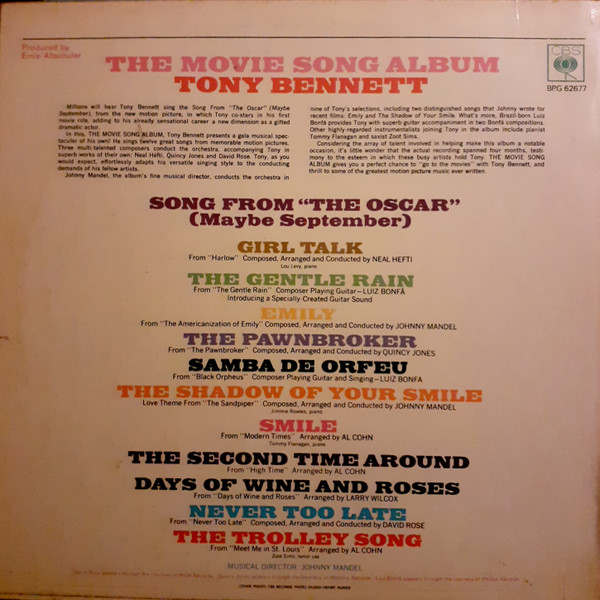 Produced by
Ernie Altschuler
THE MOVIE SONG ALBUM
TONY BENNETT
CBS
BPG 62677
Millions will hear Tony Bennett sing the Song From "The Oscar" (Maybe
September), from the new motion picture, in which Tony co-stars in his first
movie role, adding to his already sensational career a new dimension as a gifted
dramatic actor.
In this, THE MOVIE SONG ALBUM, Tony Bennett presents a gala musical spec-
tacular of his own! He sings twelve great songs from memorable motion pictures.
Three multi-talented composers conduct the orchestra, accompanying Tony in
superb works of their own: Neal Hefti, Quincy Jones and David Rose. Tony, as you
would expect, effortlessly adapts his versatile singing style to the conducting
demands of his fellow artists.
Johnny Mandel, the album's fine musical director, conducts the orchestra in
nine of Tony's selections, including two distinguished songs that Johnny wrote for
recent films: Emily and The Shadow of Your Smile. What's more, Brazil-born Luiz
Bonfá provides Tony with superb guitar accompaniment in two Bonfá compositions.
Other highly-regarded instrumentalists joining Tony in the album include pianist
Tommy Flanagan and saxist Zoot Sims.
Considering the array of talent involved in helping make this album a notable
occasion, it's little wonder that the actual recording spanned four months, testi-
mony to the esteem in which these busy artists hold Tony. THE MOVIE SONG
ALBUM gives you a perfect chance to "go to the movies" with Tony Bennett, and
thrill to some of the greatest motion picture music ever written.
SONG FROM "THE OSCAR"
(Maybe September)
GIRL TALK
From "Harlow" Composed, Arranged and Conducted by NEAL HEFTI
Lou Levy, piano
THE GENTLE RAIN
From "The Gentle Rain" Composer Playing Guitar—LUIZ BONFÁ
Introducing a Specially-Created Guitar Sound
EMILY
From "The Americanization of Emily" Composed, Arranged and Conducted by JOHNNY MANDEL
THE PAWNBROKER
From "The Pawnbroker" Composed, Arranged and Conducted by QUINCY JONES
SAMBA DE ORFEU
From "Black Orpheus" Composer Playing Guitar and Singing—LUIZ BONFA
THE SHADOW OF YOUR SMILE
Love Theme From "The Sandpiper" Composed, Arranged and Conducted by JOHNNY MANDEL
Jimmie Rowles, piano
SMILE
From "Modern Times" Arranged by AL COHN
Tommy Flanagan, piano
THE SECOND TIME AROUND
From "High Time" Arranged by AL COHN
DAYS OF WINE AND ROSES
From "Days of Wine and Roses" Arranged by LARRY WILCOX
NEVER TOO LATE
From "Never Too Late" Composed, Arranged and Conducted by DAVID ROSE
THE TROLLEY SONG
From "Meet Me in St. Louis" Arranged by AL COHN
Zoot Sims, tenor sax
MUSICAL DIRECTOR: JOHNNY MANDEL